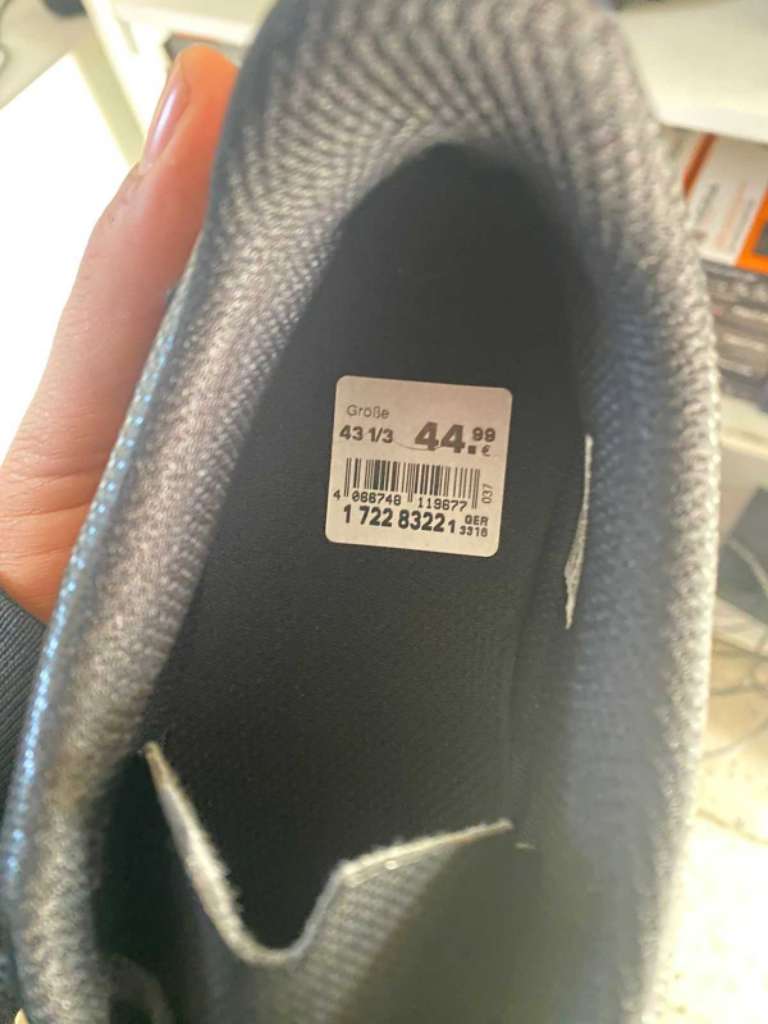 Größe
43 1/3 44.99 €
037
4 066748 119677
1 722 8322 1 GER 3316